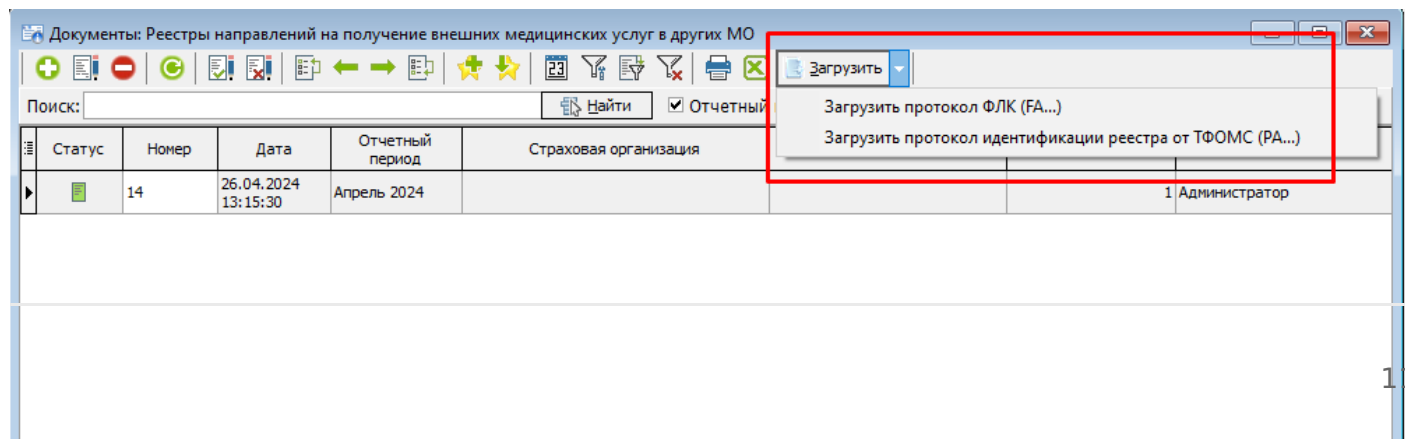 Документы: Реестры направлений на получение внешних медицинских услуг в других МО
23
Загрузить
Поиск:
Найти
Отчетный
Загрузить протокол ФЛК (FA...)
Загрузить протокол идентификации реестра от ТФОМС (PA...)
Статус
Номер
Дата
Отчетный
период
Страховая организация
14
26.04.2024
13:15:30
Апрель 2024
1
Администратор
1